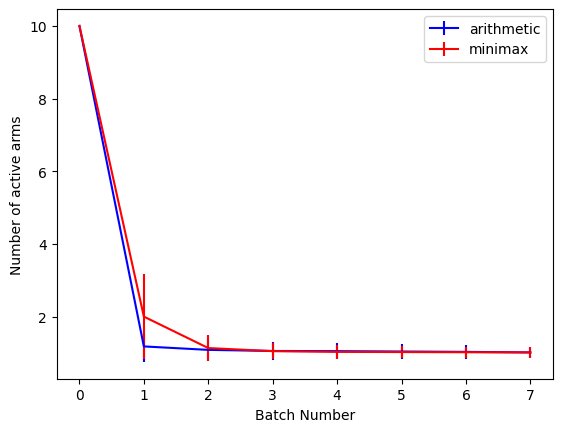 arithmetic
minimax
Number of active arms
10
8
6
4
2
0 1 2 3 4 5 6 7
Batch Number